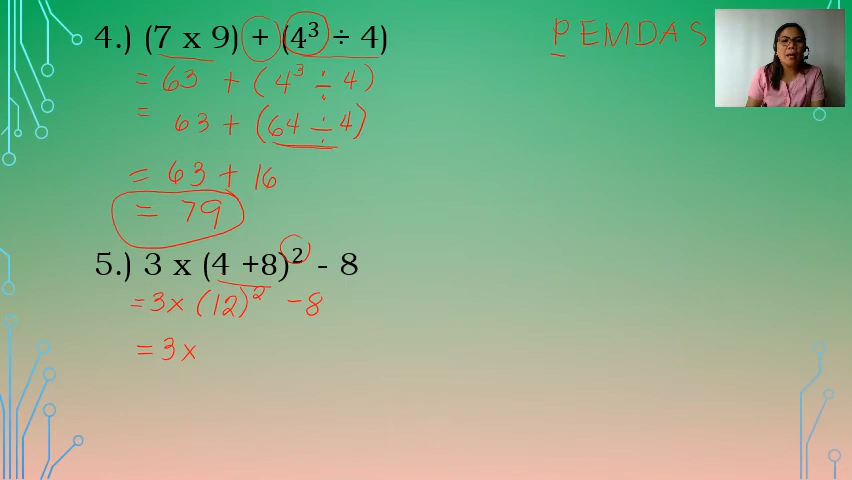 4.) (7 x 9) + (4³ ÷ 4)
PEMDAS
= 63 + (4³ ÷ 4)
= 63 + (64 ÷ 4)
= 63 + 16
= 79
5.) 3 x (4 +8)² - 8
= 3x (12)² - 8
= 3x